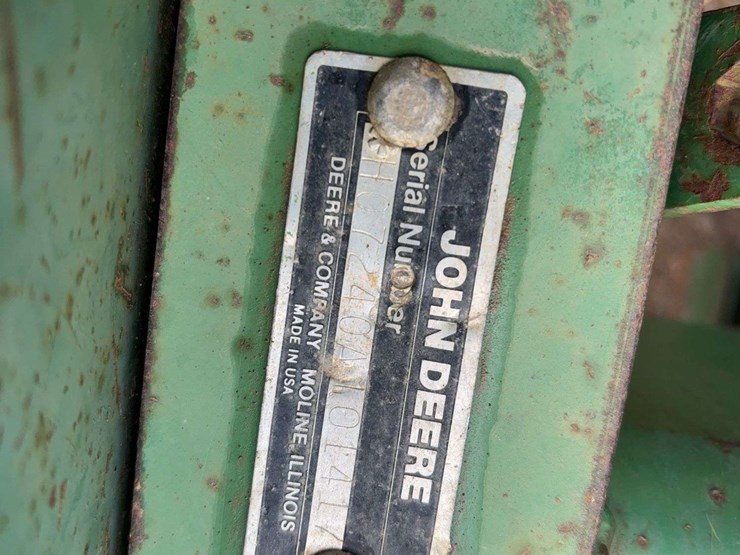 JOHN DEERE
Serial Number
DEERE & COMPANY MOLINE, ILLINOIS
MADE IN USA